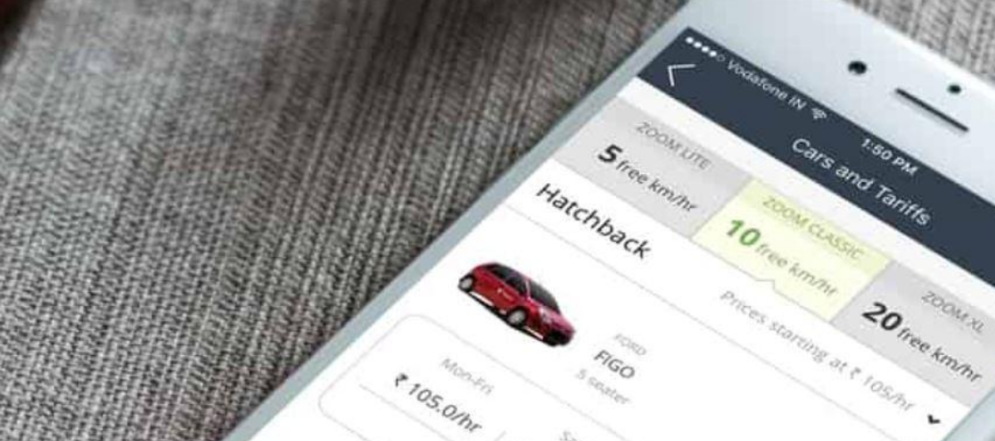 Vodafone IN
1:50 PM
Cars and Tariffs
ZOOM LITE
5 free km/hr
ZOOM CLASSIC
10 free km/hr
ZOOM XL
20 free km/hr
Hatchback
Prices starting at ₹ 105/hr
FORD
FIGO
5 seater
Mon-Fri
₹ 105.0/hr